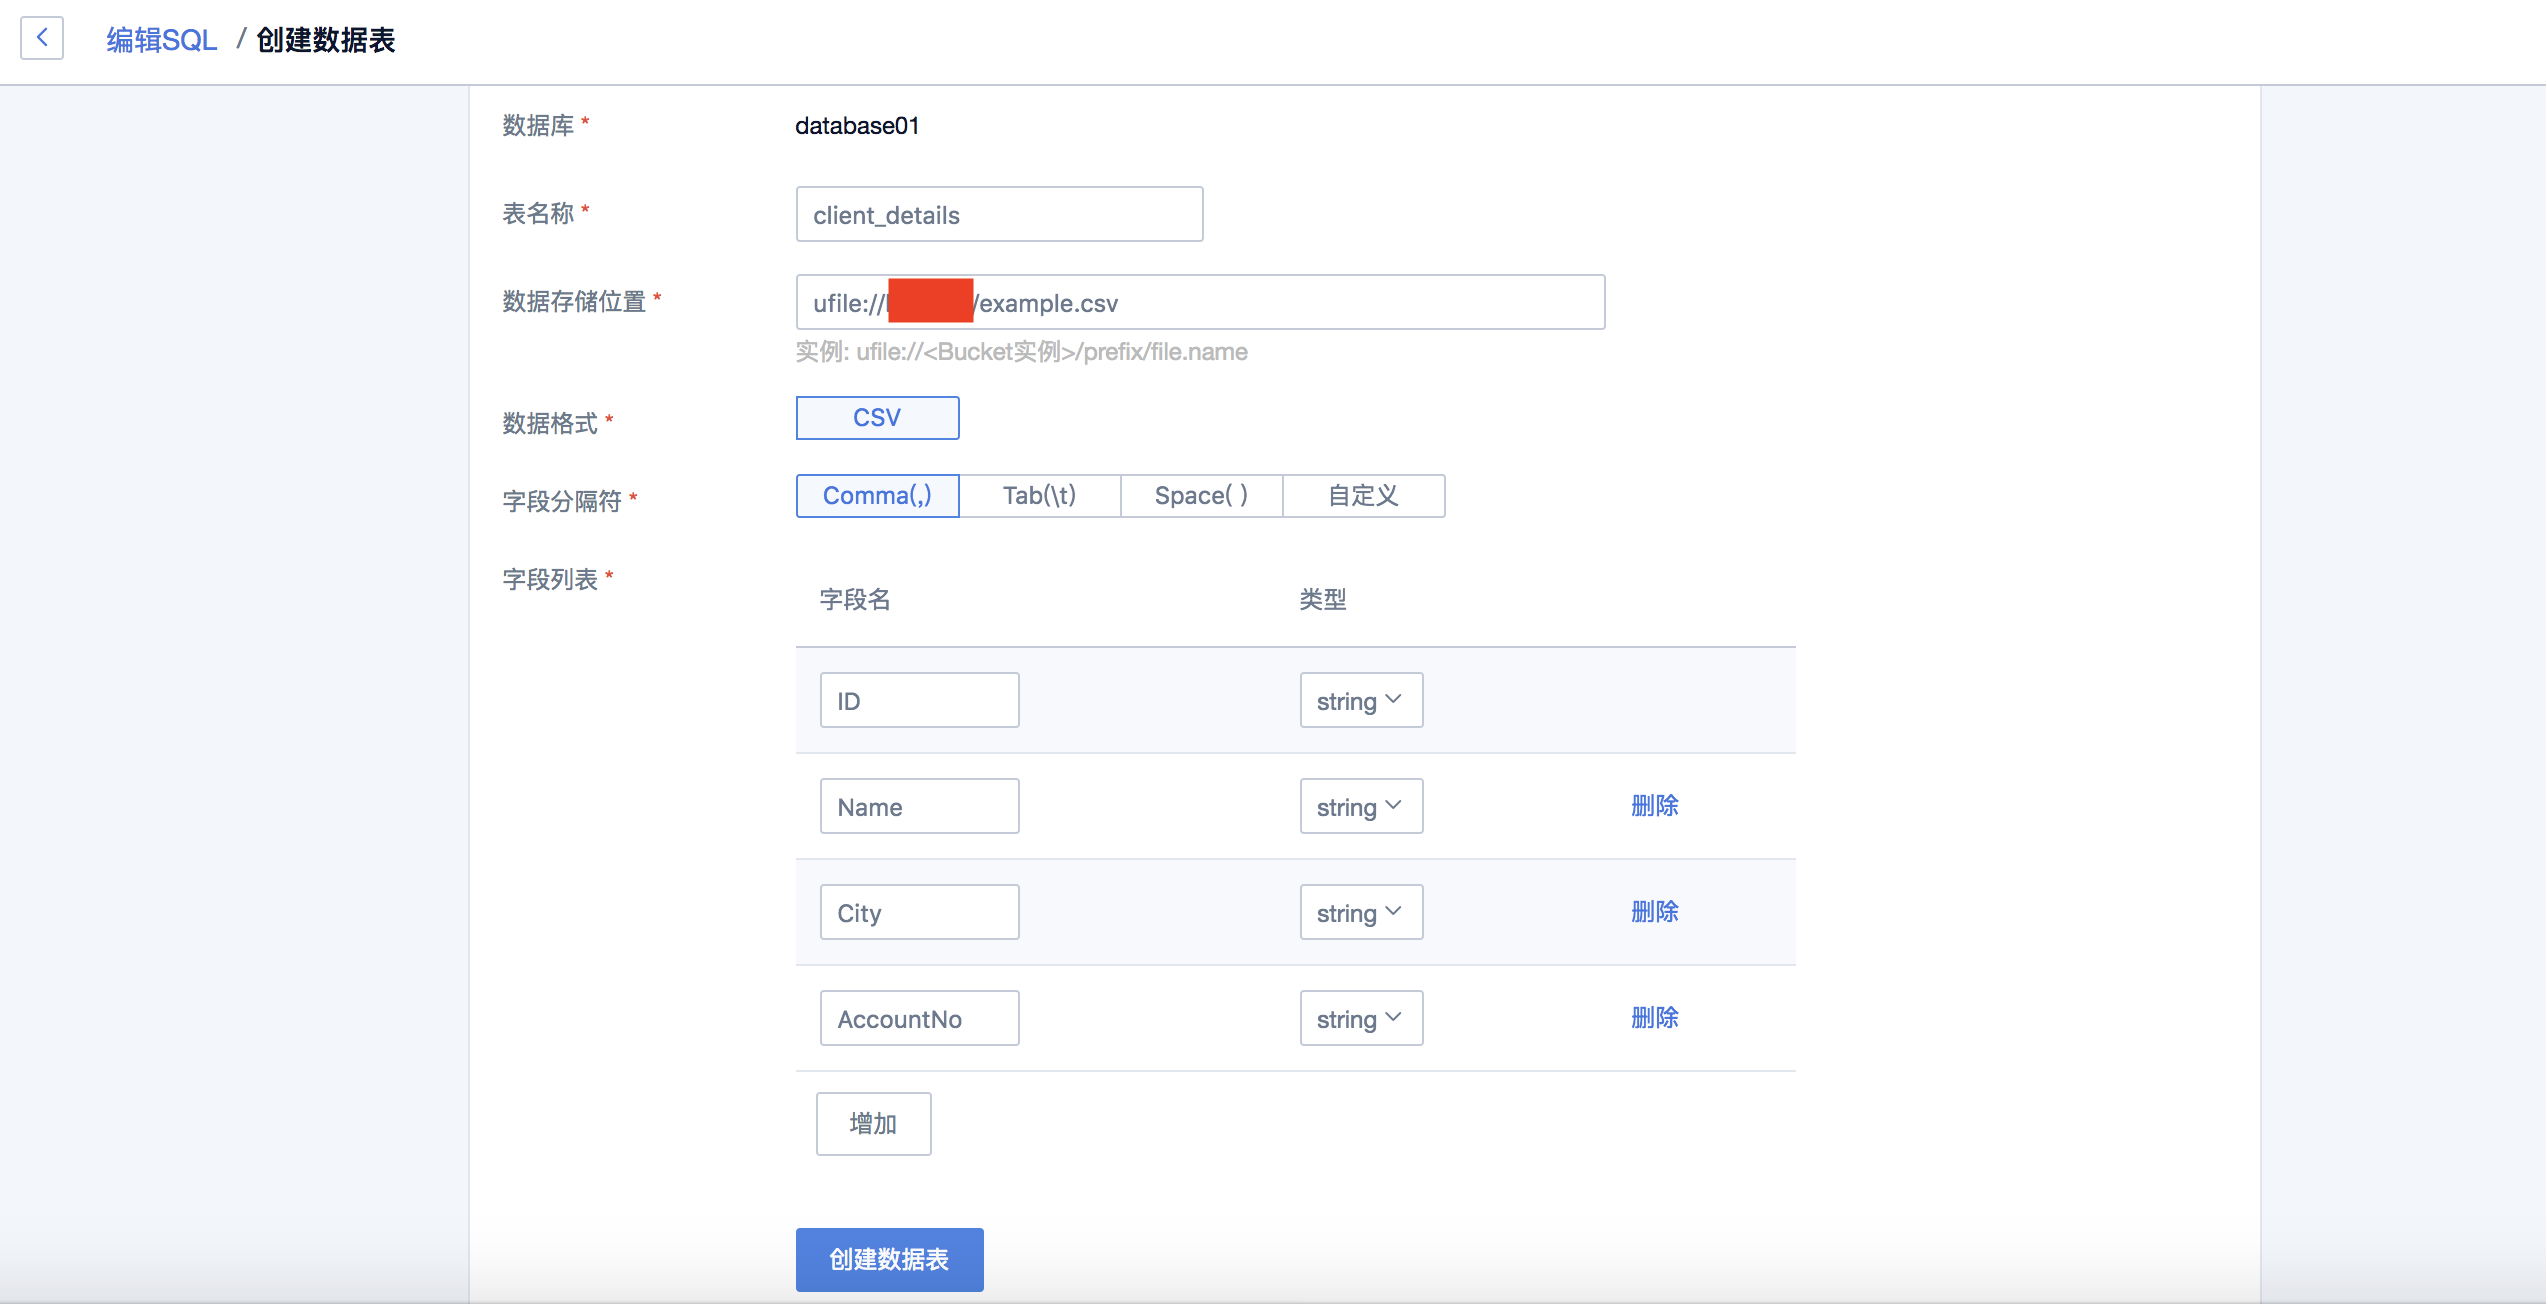 编辑SQL / 创建数据表
数据库 * database01
表名称 * client_details
数据存储位置 * ufile:// /example.csv
实例: ufile://<Bucket实例>/prefix/file.name
数据格式 * CSV
字段分隔符 * Comma(,) Tab(\t) Space( ) 自定义
字段列表 *
字段名 类型
ID string
Name string 删除
City string 删除
AccountNo string 删除
增加
创建数据表